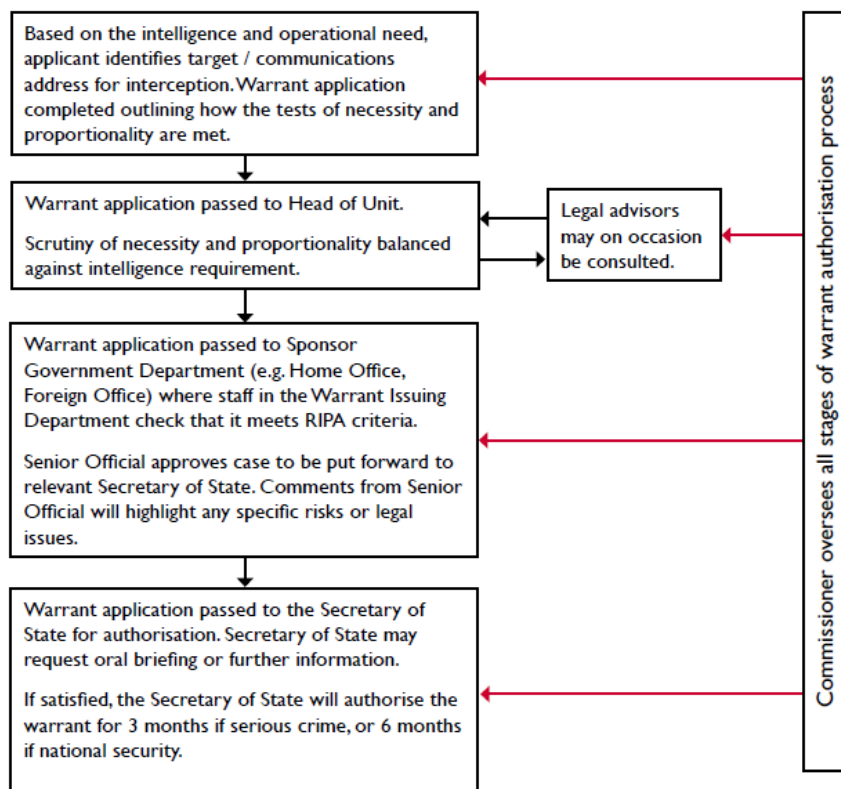 Based on the intelligence and operational need,
applicant identifies target / communications
address for interception. Warrant application
completed outlining how the tests of necessity and
proportionality are met.
Warrant application passed to Head of Unit.
Scrutiny of necessity and proportionality balanced
against intelligence requirement.
Legal advisors
may on occasion
be consulted.
Warrant application passed to Sponsor
Government Department (e.g. Home Office,
Foreign Office) where staff in the Warrant Issuing
Department check that it meets RIPA criteria.
Senior Official approves case to be put forward to
relevant Secretary of State. Comments from Senior
Official will highlight any specific risks or legal
issues.
Warrant application passed to the Secretary of
State for authorisation. Secretary of State may
request oral briefing or further information.
If satisfied, the Secretary of State will authorise the
warrant for 3 months if serious crime, or 6 months
if national security.
Commissioner oversees all stages of warrant authorisation process